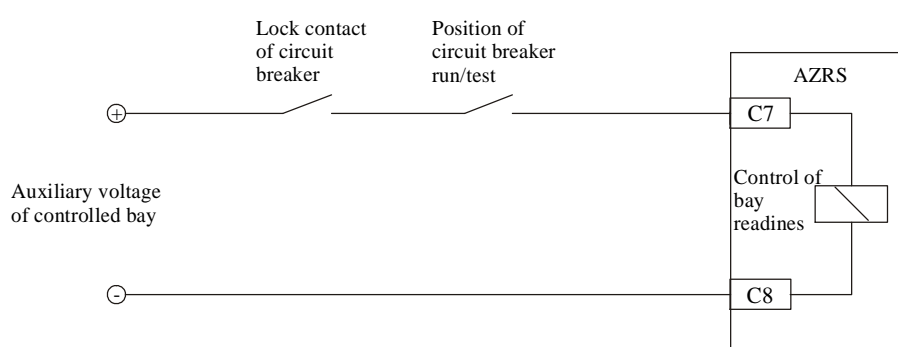 Lock contact
of circuit
breaker
Position of
circuit breaker
run/test
AZRS
+
C7
Auxiliary voltage
of controlled bay
Control of
bay
readines
-
C8